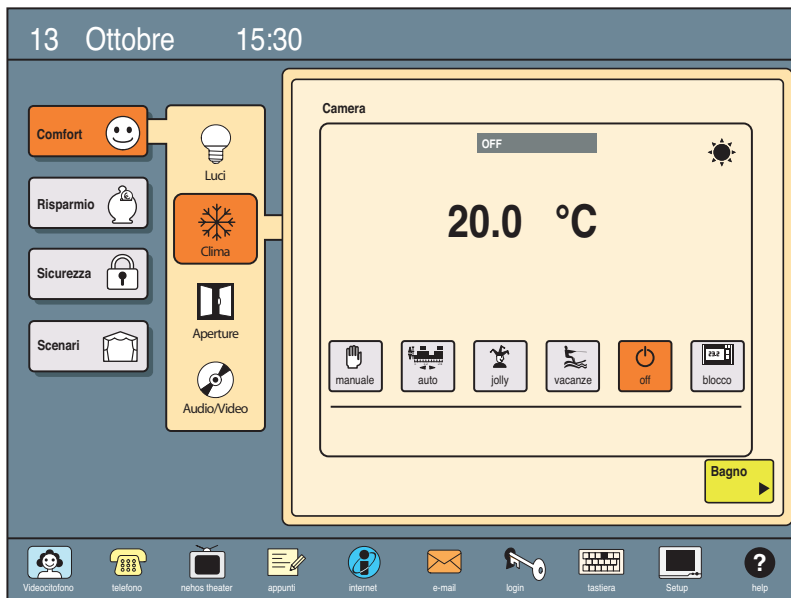 13 Ottobre 15:30
Comfort
Risparmio
Sicurezza
Scenari
Luci
Clima
Aperture
Audio/Video
Camera
OFF
20.0 °C
manuale
auto
jolly
vacanze
off
blocco
Bagno
Videocitofono
telefono
nehos theater
appunti
internet
e-mail
login
tastiera
Setup
help